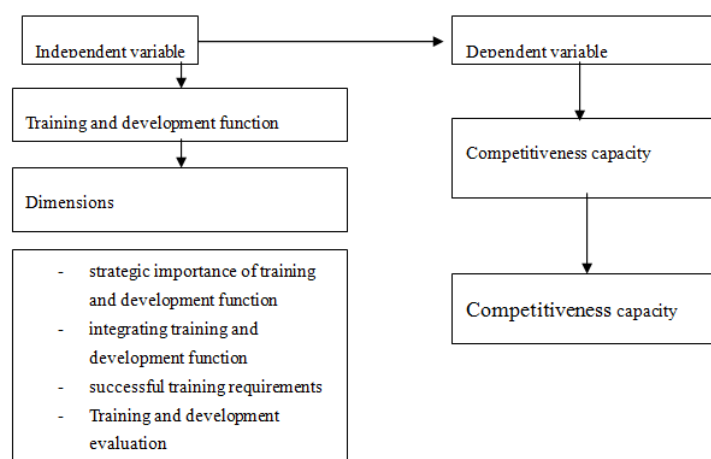 Independent variable
Dependent variable
Training and development function
Competitiveness capacity
Dimensions
- strategic importance of training
and development function
- integrating training and
development function
- successful training requirements
- Training and development
evaluation
Competitiveness capacity